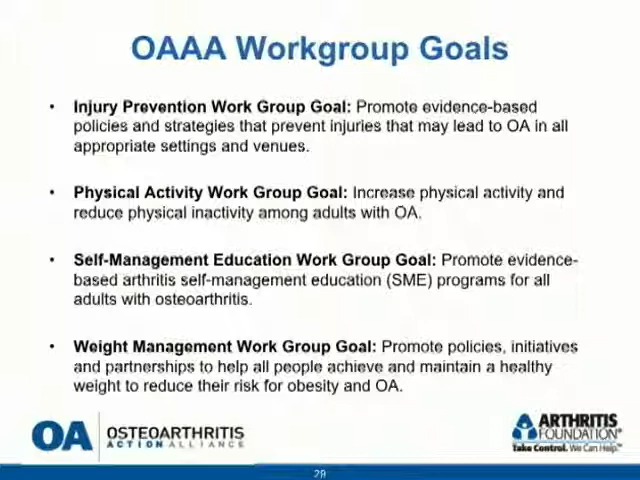 OAAA Workgroup Goals
• Injury Prevention Work Group Goal: Promote evidence-based
policies and strategies that prevent injuries that may lead to OA in all
appropriate settings and venues.
• Physical Activity Work Group Goal: Increase physical activity and
reduce physical inactivity among adults with OA.
• Self-Management Education Work Group Goal: Promote evidence-
based arthritis self-management education (SME) programs for all
adults with osteoarthritis.
• Weight Management Work Group Goal: Promote policies, initiatives
and partnerships to help all people achieve and maintain a healthy
weight to reduce their risk for obesity and OA.
OA
OSTEOARTHRITIS
ACTION ALLIANCE
ARTHRITIS
FOUNDATION®
Take Control. We Can Help.™
29